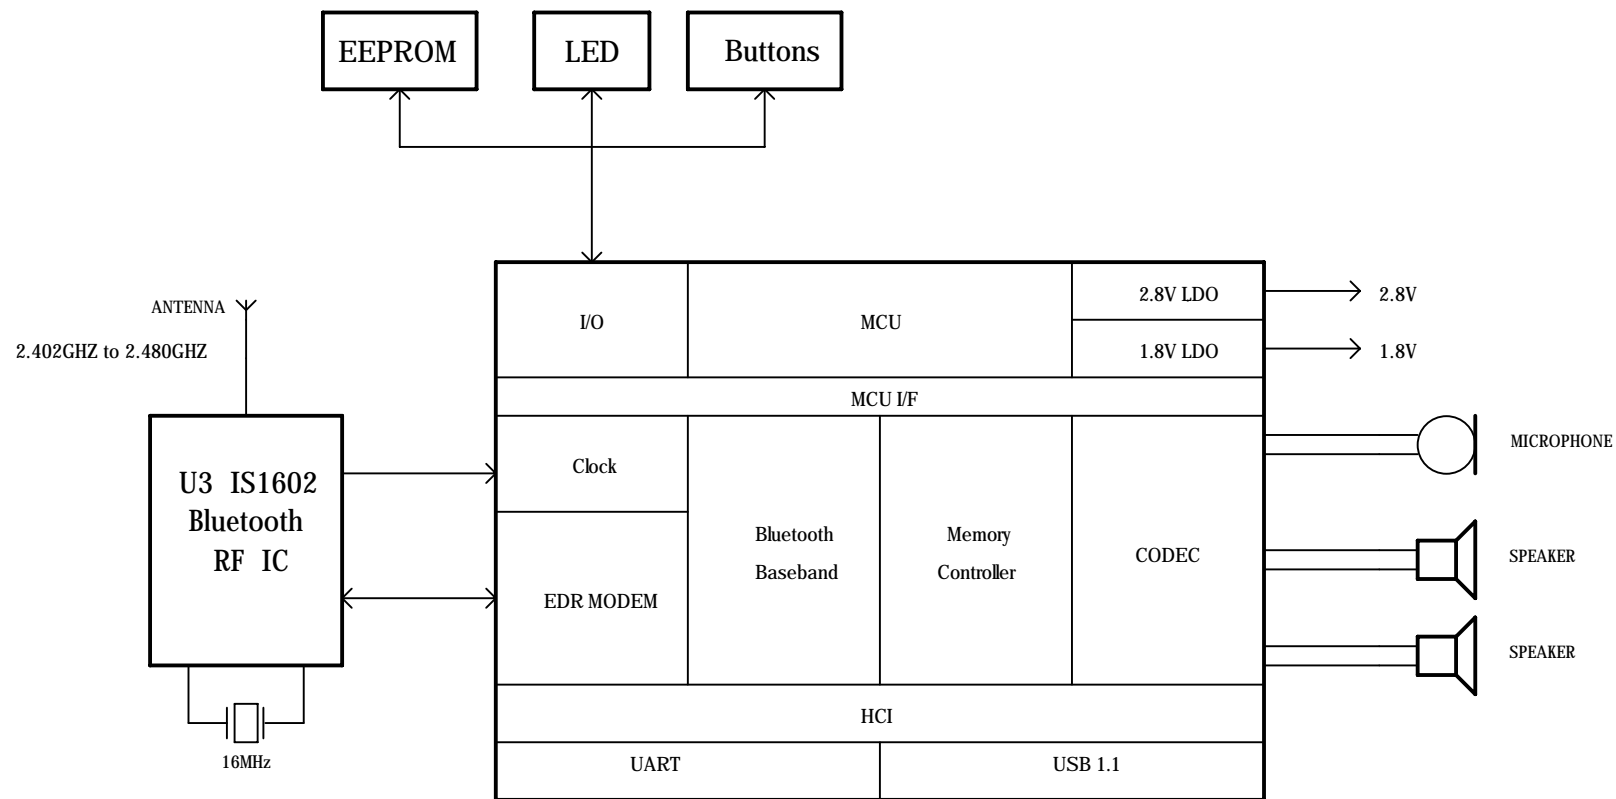 EEPROM
LED
Buttons
ANTENNA
2.402GHZ to 2.480GHZ
I/O
MCU
2.8V LDO
2.8V
1.8V LDO
1.8V
MCU I/F
U3 IS1602
Bluetooth
RF IC
Clock
EDR MODEM
Bluetooth
Baseband
Memory
Controller
CODEC
MICROPHONE
SPEAKER
SPEAKER
16MHz
HCI
UART
USB 1.1